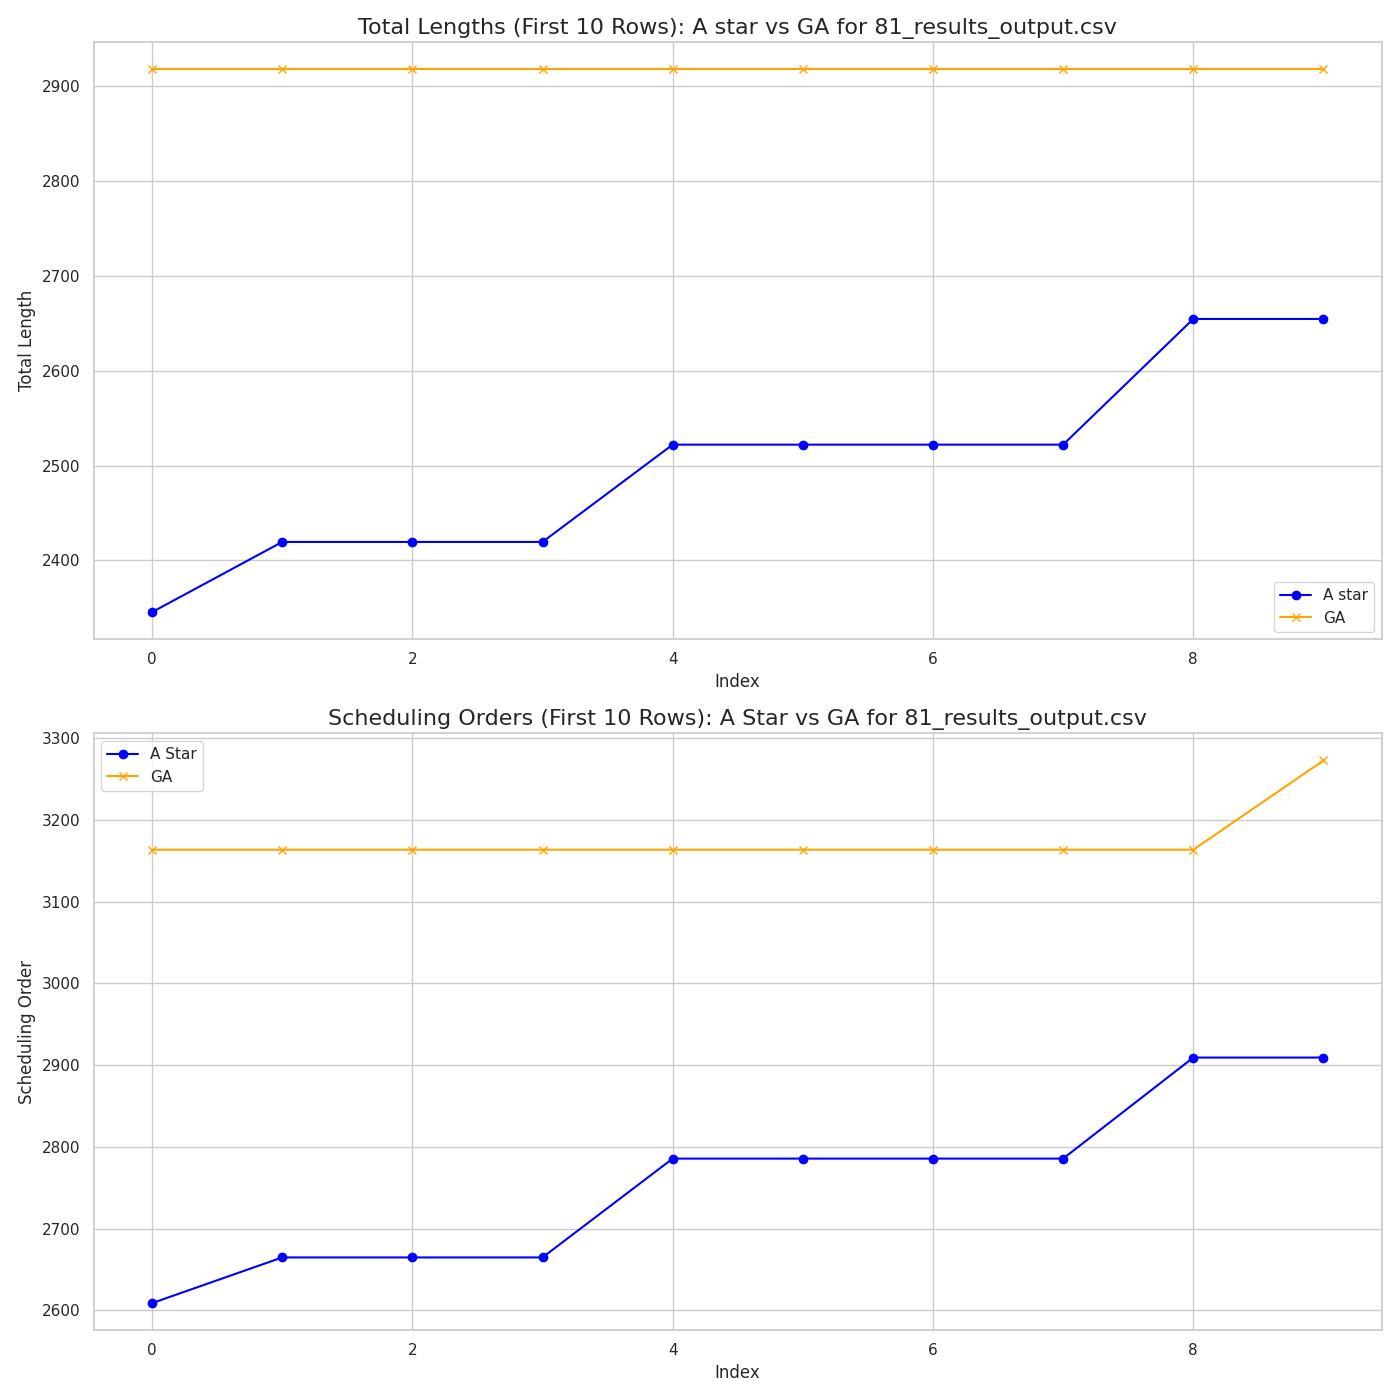 Total Lengths (First 10 Rows): A star vs GA for 81_results_output.csv
2900
2800
2700
2600
2500
2400
Total Length
A star
GA
0 2 4 6 8
Index
Scheduling Orders (First 10 Rows): A Star vs GA for 81_results_output.csv
A Star
GA
3300
3200
3100
3000
2900
2800
2700
2600
Scheduling Order
0 2 4 6 8
Index